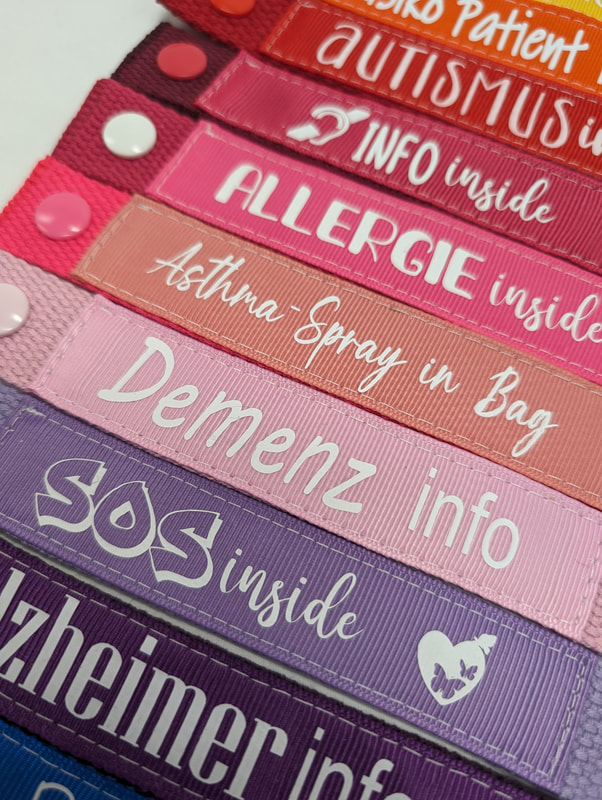 Patient
AUTISMUS
INFO inside
ALLERGIE inside
Asthma-Spray in Bag
Demenz info
SOS inside
lzheimer info